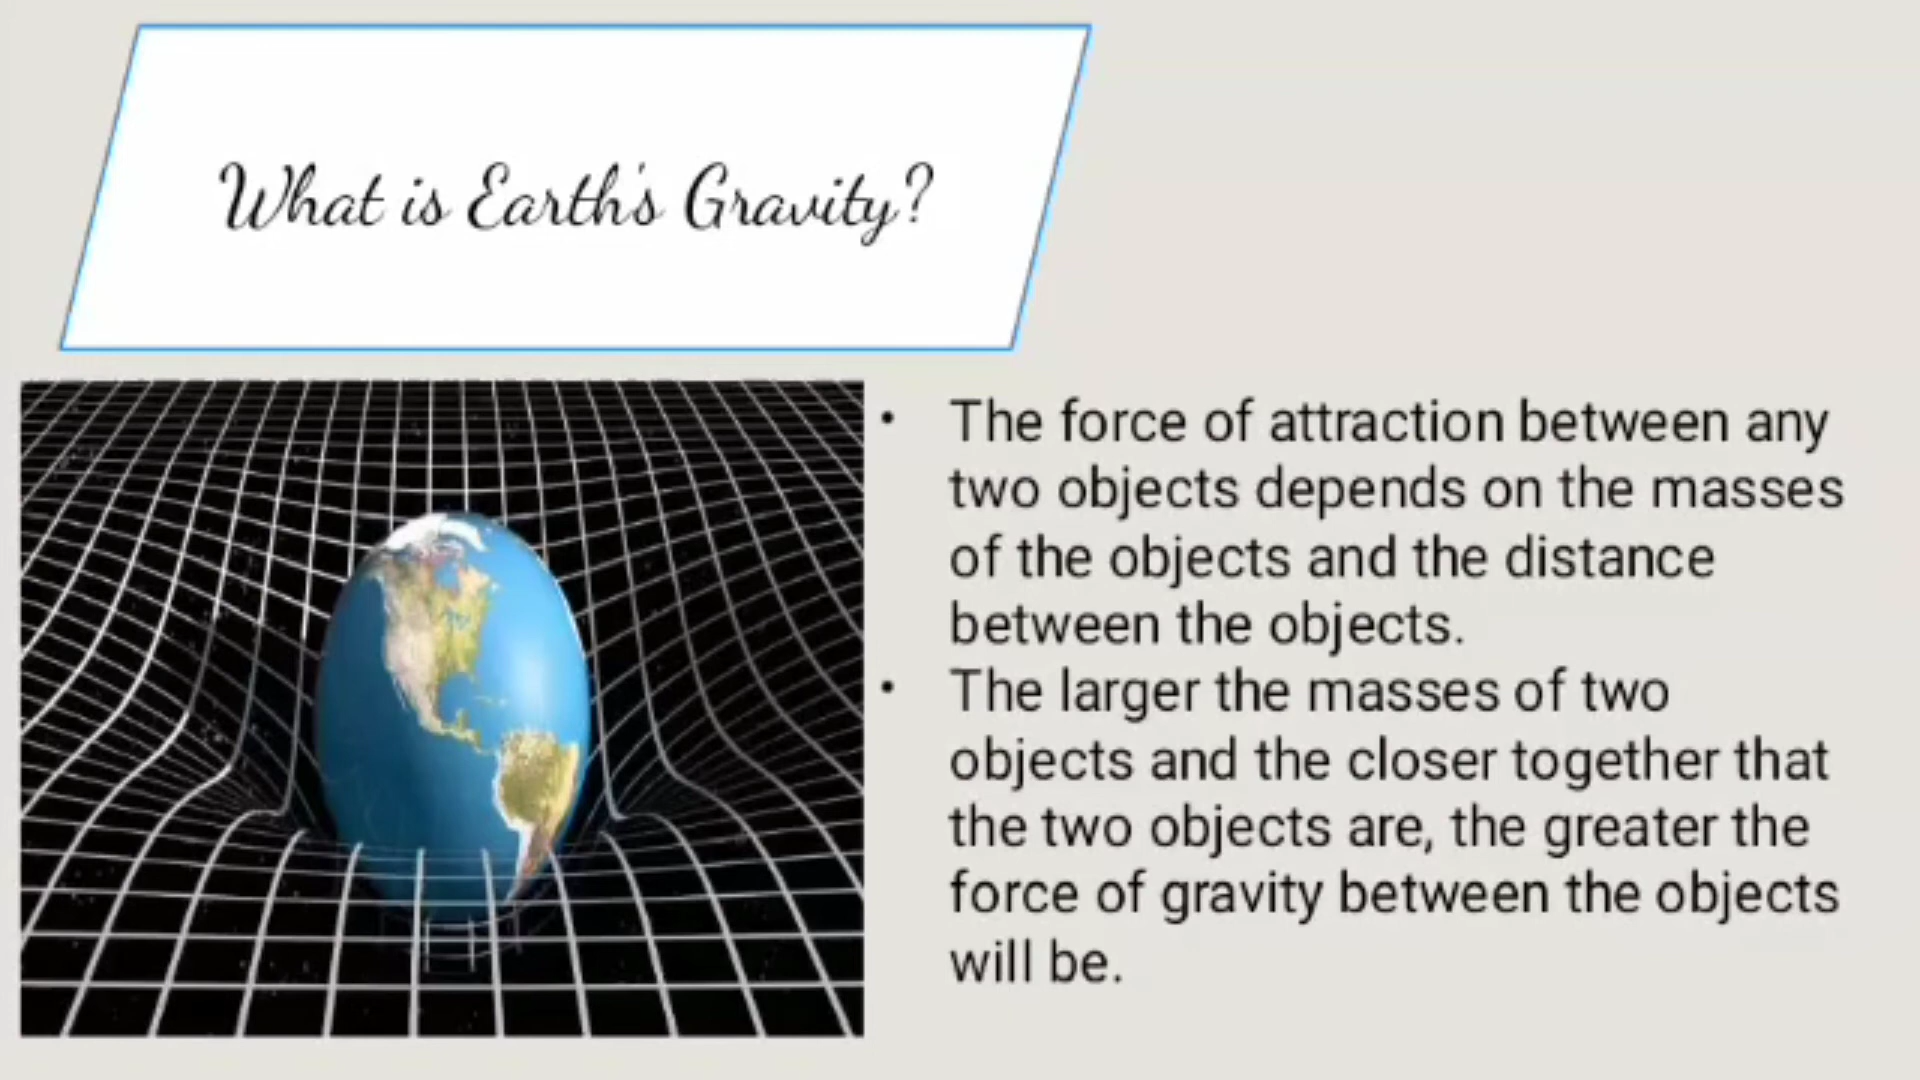 What is Earth's Gravity?
• The force of attraction between any
two objects depends on the masses
of the objects and the distance
between the objects.
• The larger the masses of two
objects and the closer together that
the two objects are, the greater the
force of gravity between the objects
will be.